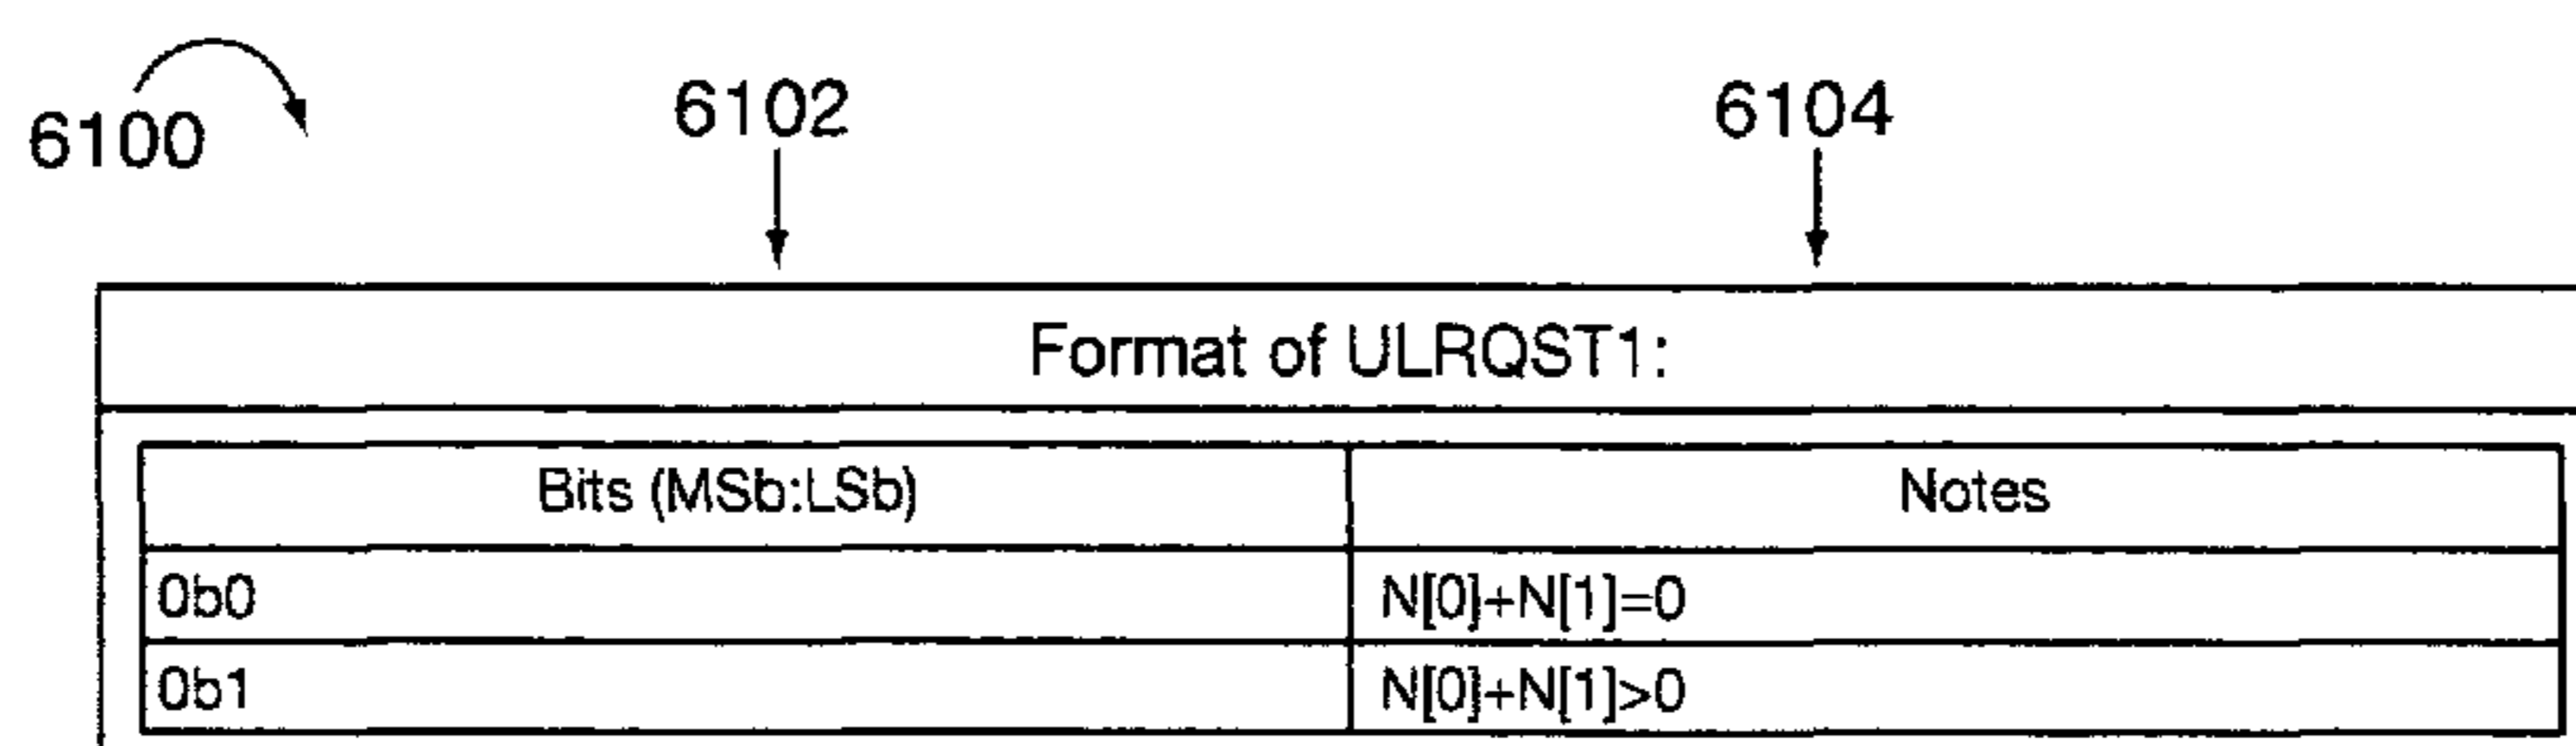 6100 6102 6104
Format of ULRQST1:
Bits (MSb:LSb) Notes
0b0 N[0]+N[1]=0
0b1 N[0]+N[1]>0